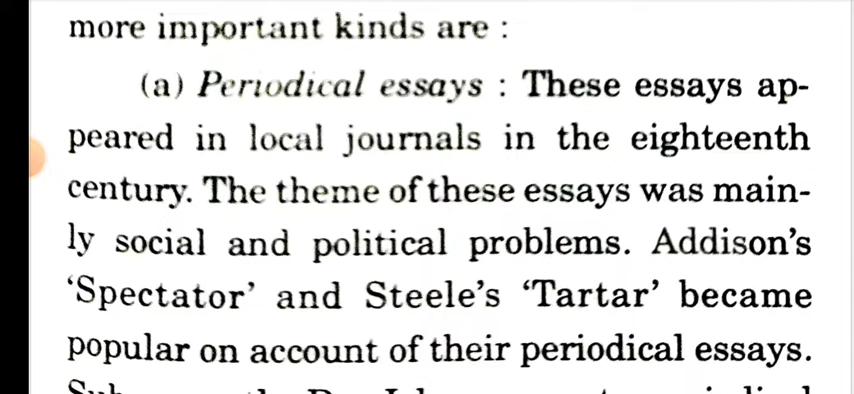 more important kinds are :
(a) Periodical essays : These essays ap-
peared in local journals in the eighteenth
century. The theme of these essays was main-
ly social and political problems. Addison's
'Spectator' and Steele's 'Tartar' became
popular on account of their periodical essays.